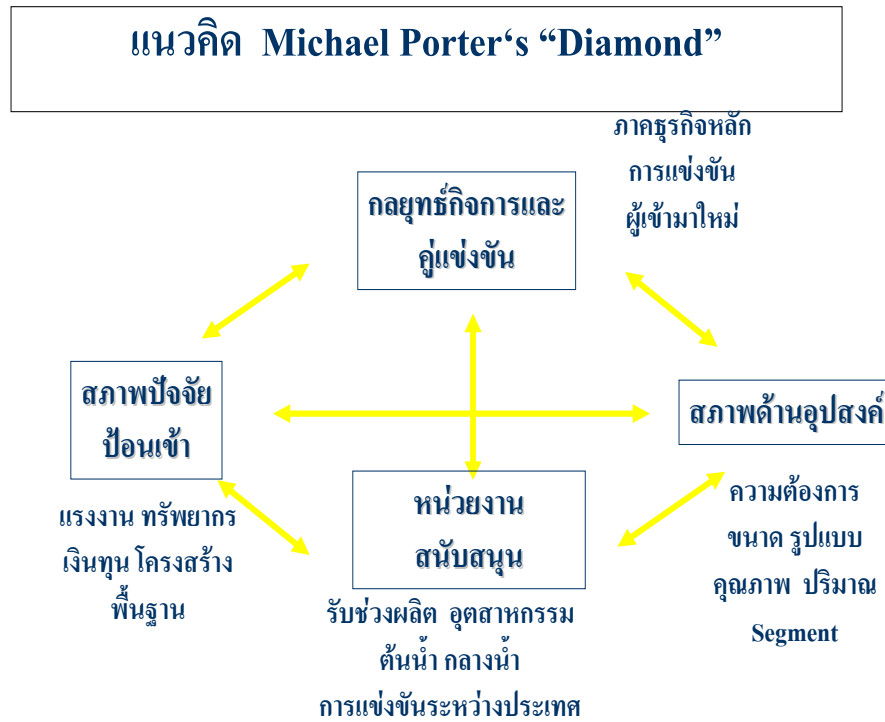 แนวคิด Michael Porter‘s “Diamond”
ภาคธุรกิจหลัก
การแข่งขัน
ผู้เข้ามาใหม่
กลยุทธ์กิจการและ
คู่แข่งขัน
สภาพปัจจัย
ป้อนเข้า
แรงงาน ทรัพยากร
เงินทุน โครงสร้าง
พื้นฐาน
สภาพด้านอุปสงค์
ความต้องการ
ขนาด รูปแบบ
คุณภาพ ปริมาณ
Segment
หน่วยงาน
สนับสนุน
รับช่วงผลิต อุตสาหกรรม
ต้นน้ำ กลางน้ำ
การแข่งขันระหว่างประเทศ